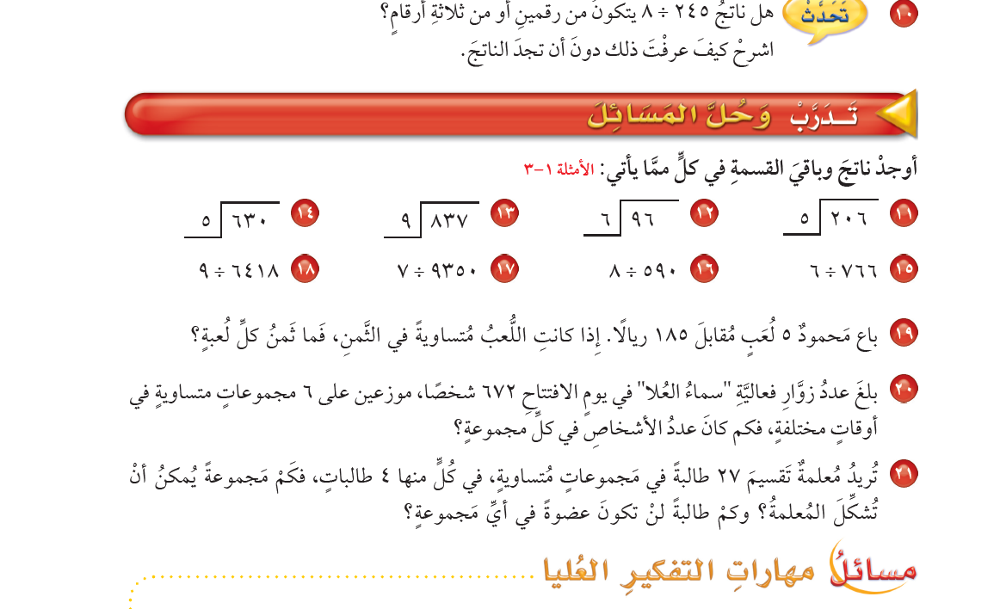 ١٠ تَحَدَّثْ هل ناتجُ ٢٤٥ ÷ ٨ يتكونُ من رقمينِ أو من ثلاثةِ أرقامٍ؟
اشرحْ كيفَ عرفْتَ ذلك دونَ أن تجدَ الناتجَ.
تَـدَرَّبْ وَحُلَّ المَسَائِلَ
أوجدْ ناتجَ وباقيَ القسمةِ في كلٍّ ممَّا يأتي: الأمثلة ١–٣
١١ ٢٠٦ ٥ ١٢ ٩٦ ٦ ١٣ ٨٣٧ ٩ ١٤ ٦٣٠ ٥
١٥ ٧٦٦ ÷ ٦ ١٦ ٥٩٠ ÷ ٨ ١٧ ٩٣٥٠ ÷ ٧ ١٨ ٦٤١٨ ÷ ٩
١٩ باع مَحمودٌ ٥ لُعَبٍ مُقابلَ ١٨٥ ريالًا. إِذا كانتِ اللُّعبُ مُتساويةً في الثَّمنِ، فَما ثَمنُ كلِّ لُعبةٍ؟
٢٠ بلغَ عددُ زوَّارِ فعاليَّةِ "سماءُ العُلا" في يومِ الافتتاحِ ٦٧٢ شخصًا، موزعين على ٦ مجموعاتٍ متساويةٍ في
أوقاتٍ مختلفةٍ، فكم كانَ عددُ الأشخاصِ في كلِّ مجموعةٍ؟
٢١ تُريدُ مُعلمةٌ تَقسيمَ ٢٧ طالبةً في مَجموعاتٍ مُتساويةٍ، في كُلٍّ منها ٤ طالباتٍ، فكَمْ مَجموعةً يُمكنُ أنْ
تُشكِّلَ المُعلمةُ؟ وكمْ طالبةً لنْ تكونَ عضوةً في أيِّ مَجموعةٍ؟
مسائلُ مهاراتِ التفكيرِ العُليا